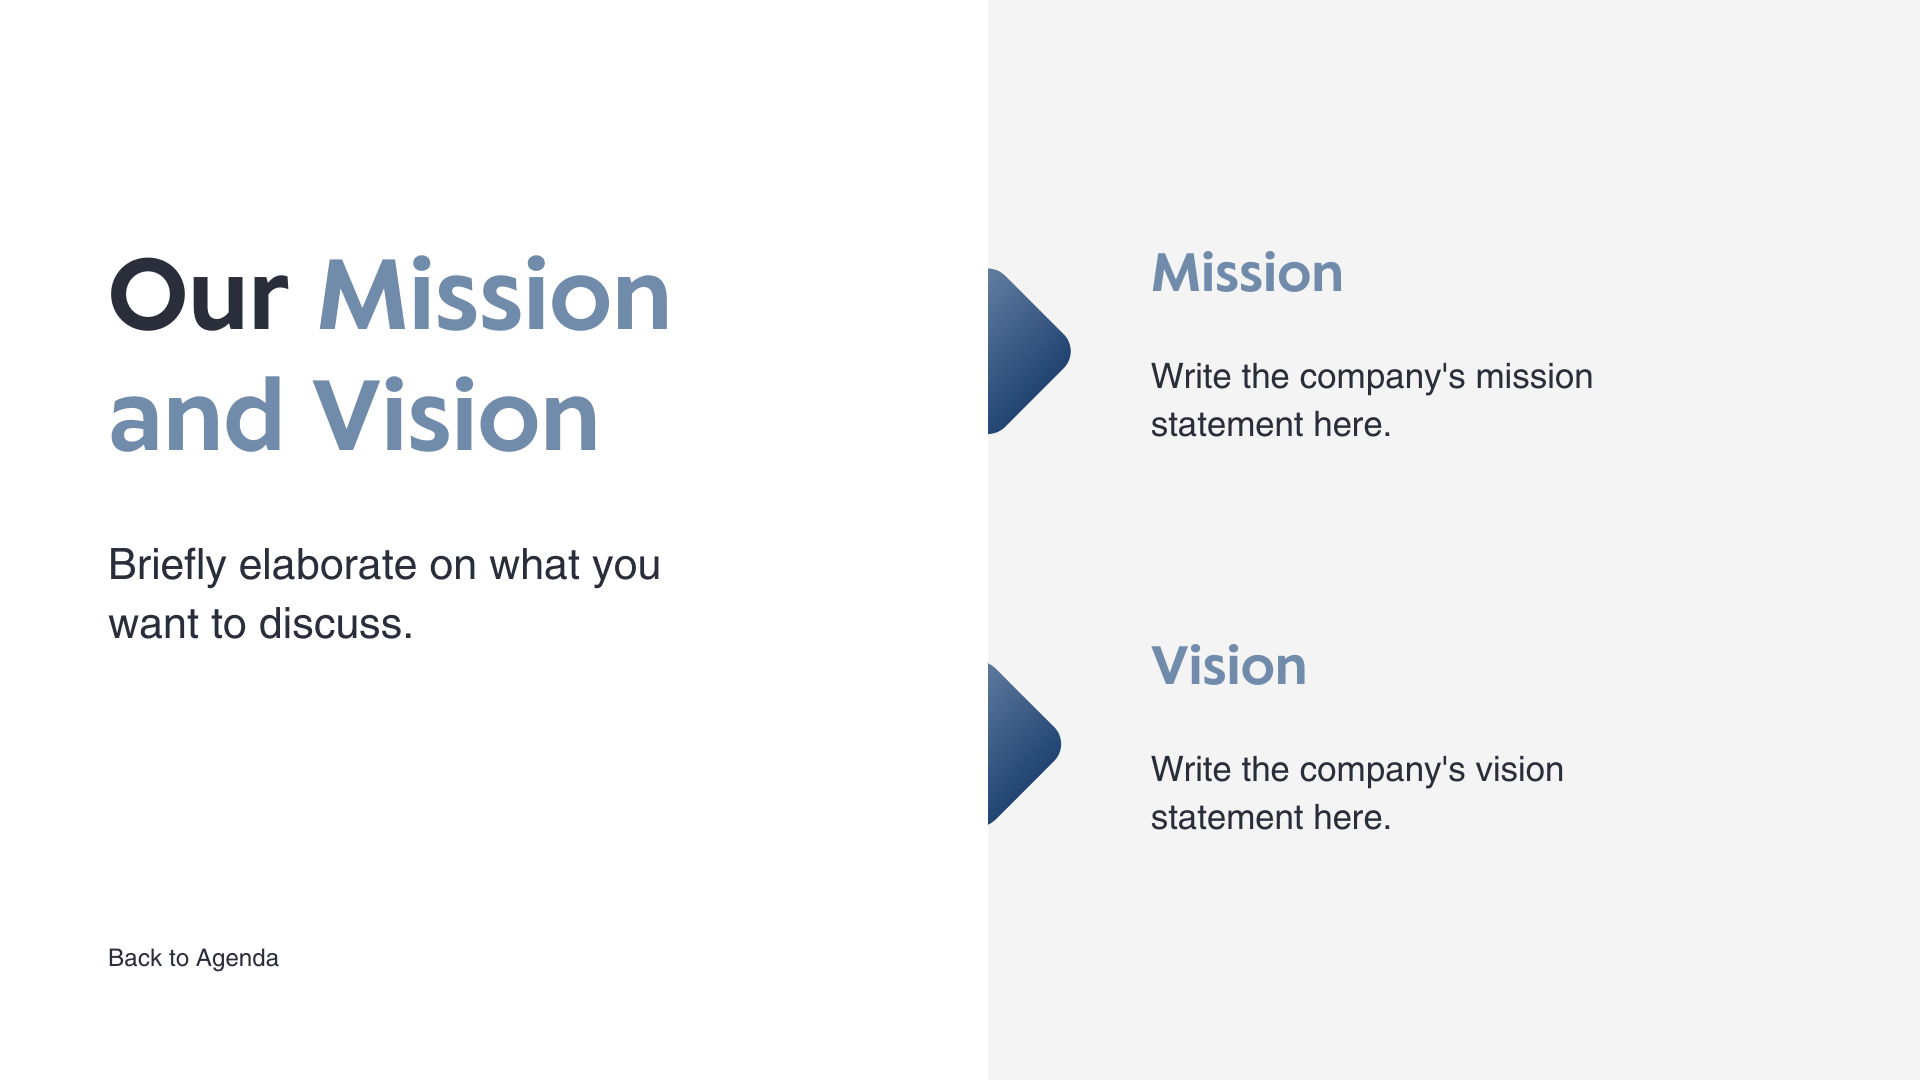 Our Mission
and Vision
Briefly elaborate on what you
want to discuss.
Back to Agenda
Mission
Write the company's mission
statement here.
Vision
Write the company's vision
statement here.